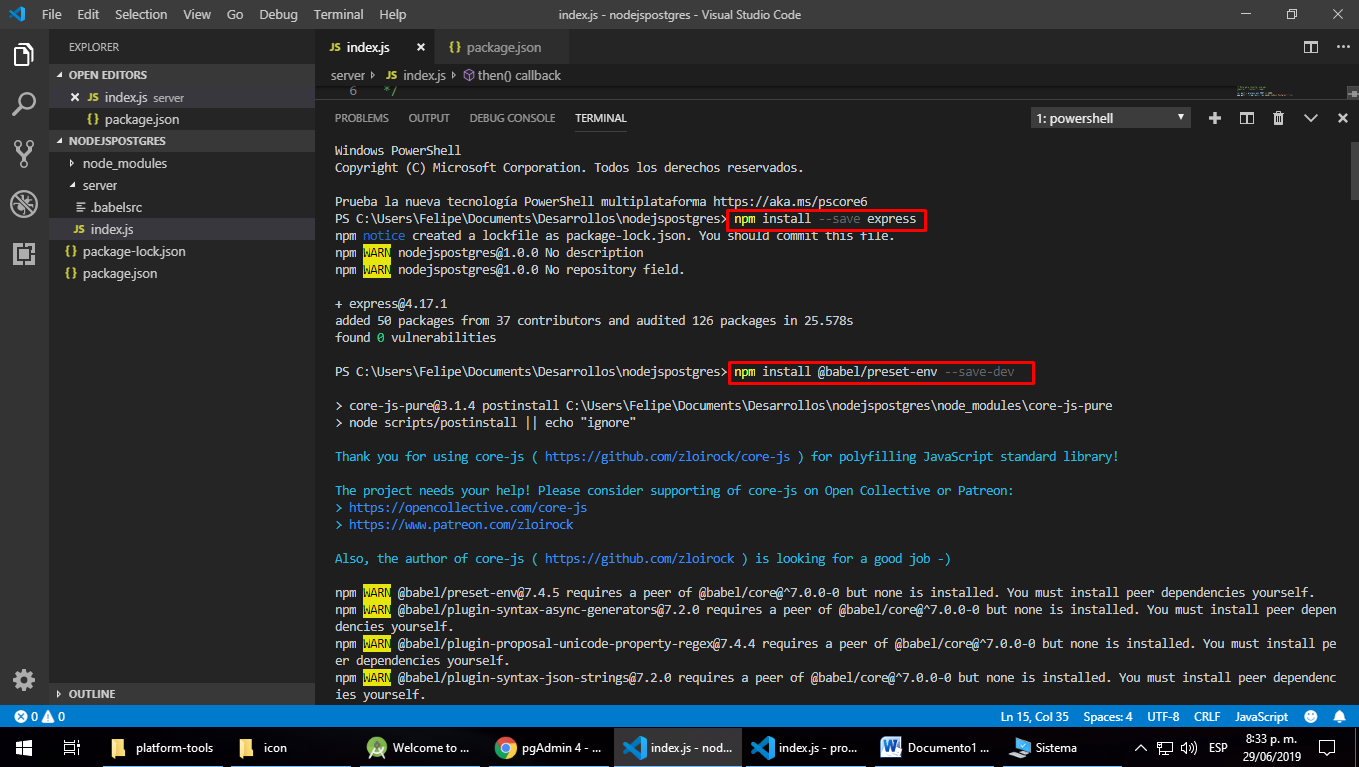 File Edit Selection View Go Debug Terminal Help index.js - nodejspostgres - Visual Studio Code
EXPLORER
OPEN EDITORS
JS index.js server
{} package.json
NODEJSPOSTGRES
node_modules
server
.babelsrc
JS index.js
{} package-lock.json
{} package.json
OUTLINE
JS index.js {} package.json
server JS index.js then() callback
6 */
PROBLEMS OUTPUT DEBUG CONSOLE TERMINAL 1: powershell
Windows PowerShell
Copyright (C) Microsoft Corporation. Todos los derechos reservados.
Prueba la nueva tecnología PowerShell multiplataforma https://aka.ms/pscore6
PS C:\Users\Felipe\Documents\Desarrollos\nodejspostgres> npm install --save express
npm notice created a lockfile as package-lock.json. You should commit this file.
npm WARN nodejspostgres@1.0.0 No description
npm WARN nodejspostgres@1.0.0 No repository field.
+ express@4.17.1
added 50 packages from 37 contributors and audited 126 packages in 25.578s
found 0 vulnerabilities
PS C:\Users\Felipe\Documents\Desarrollos\nodejspostgres> npm install @babel/preset-env --save-dev
> core-js-pure@3.1.4 postinstall C:\Users\Felipe\Documents\Desarrollos\nodejspostgres\node_modules\core-js-pure
> node scripts/postinstall || echo "ignore"
Thank you for using core-js ( https://github.com/zloirock/core-js ) for polyfilling JavaScript standard library!
The project needs your help! Please consider supporting of core-js on Open Collective or Patreon:
> https://opencollective.com/core-js
> https://www.patreon.com/zloirock
Also, the author of core-js ( https://github.com/zloirock ) is looking for a good job -)
npm WARN @babel/preset-env@7.4.5 requires a peer of @babel/core@^7.0.0-0 but none is installed. You must install peer dependencies yourself.
npm WARN @babel/plugin-syntax-async-generators@7.2.0 requires a peer of @babel/core@^7.0.0-0 but none is installed. You must install peer depen
dencies yourself.
npm WARN @babel/plugin-proposal-unicode-property-regex@7.4.4 requires a peer of @babel/core@^7.0.0-0 but none is installed. You must install pe
er dependencies yourself.
npm WARN @babel/plugin-syntax-json-strings@7.2.0 requires a peer of @babel/core@^7.0.0-0 but none is installed. You must install peer dependenc
ies yourself.
0 0 Ln 15, Col 35 Spaces: 4 UTF-8 CRLF JavaScript
platform-tools icon Welcome to ... pgAdmin 4 - ... index.js - nod... index.js - pro... Documento1 ... Sistema ESP 8:33 p. m.
29/06/2019